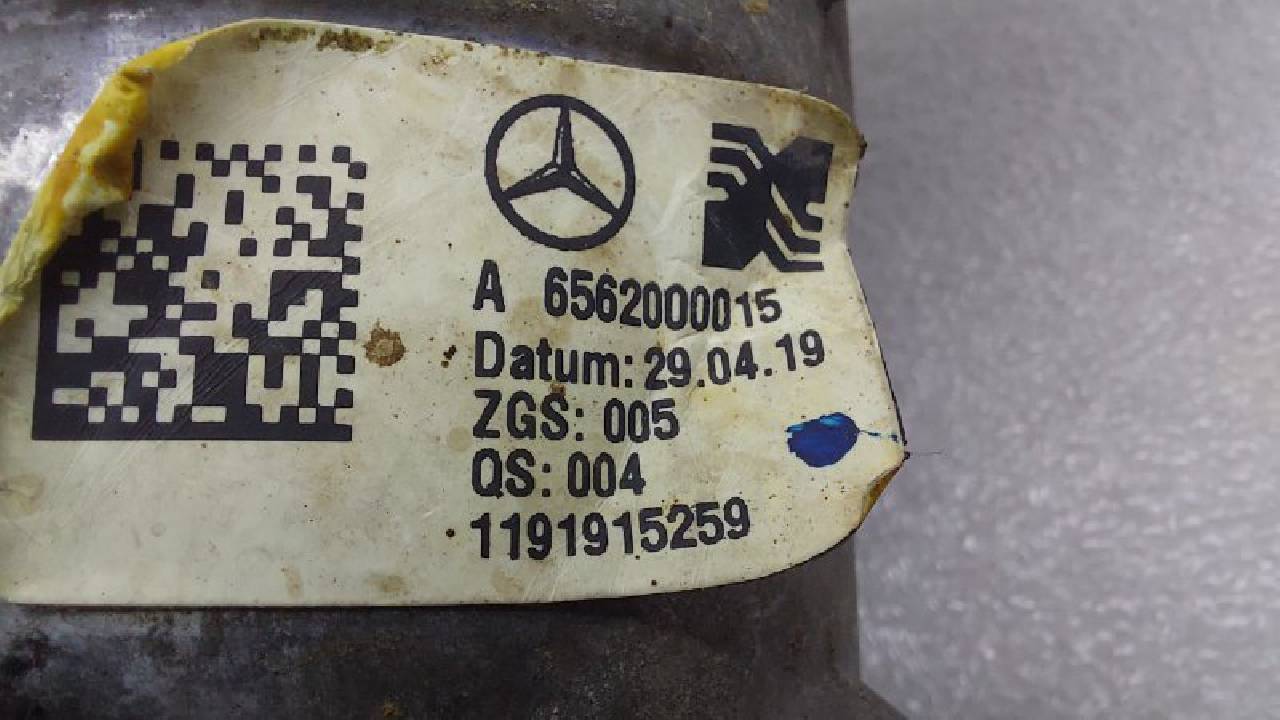 A 6562000015
Datum: 29.04.19
ZGS: 005
QS: 004
1191915259